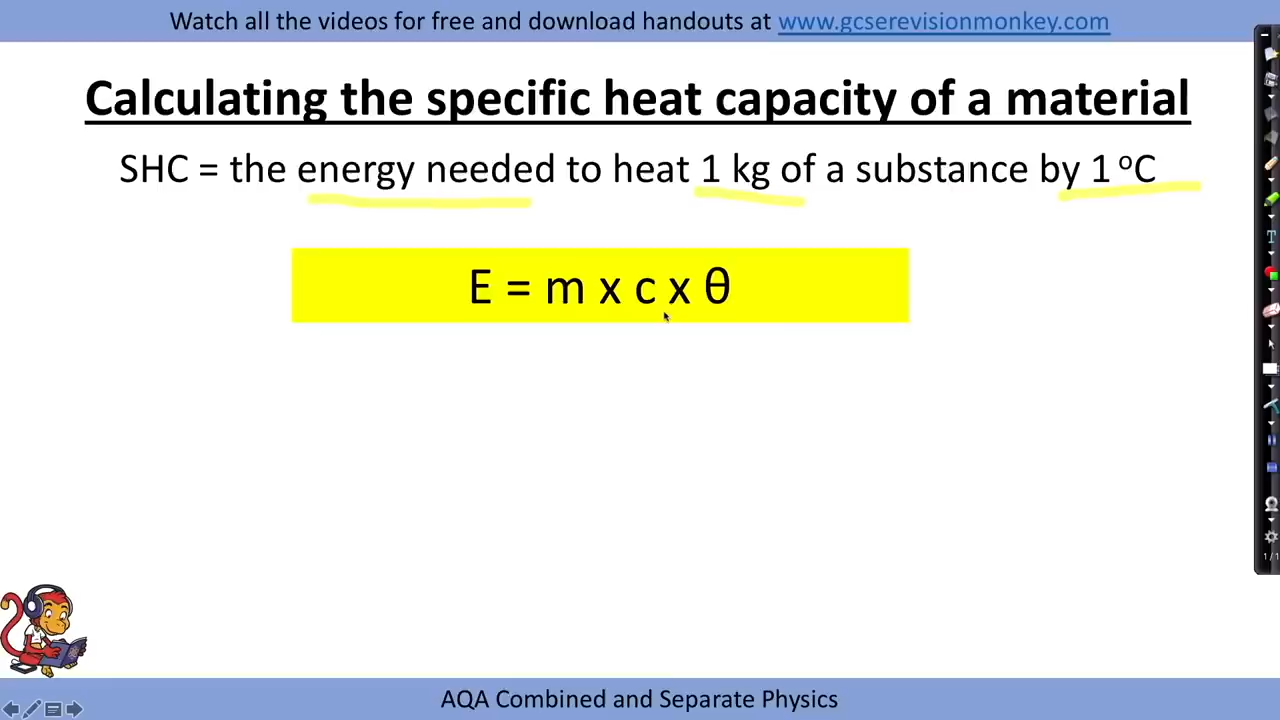 Watch all the videos for free and download handouts at www.gcserevisionmonkey.com
Calculating the specific heat capacity of a material
SHC = the energy needed to heat 1 kg of a substance by 1 ᵒC
E = m x c x θ
T
1/1
AQA Combined and Separate Physics